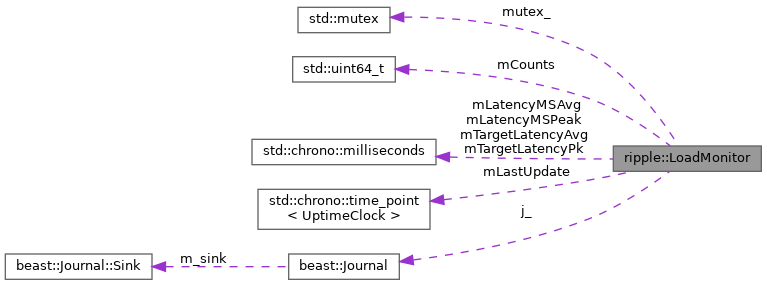 mutex_
std::mutex
mCounts
std::uint64_t
mLatencyMSAvg
mLatencyMSPeak
mTargetLatencyAvg
mTargetLatencyPk
std::chrono::milliseconds
ripple::LoadMonitor
mLastUpdate
std::chrono::time_point
< UptimeClock >
j_
m_sink
beast::Journal::Sink
beast::Journal